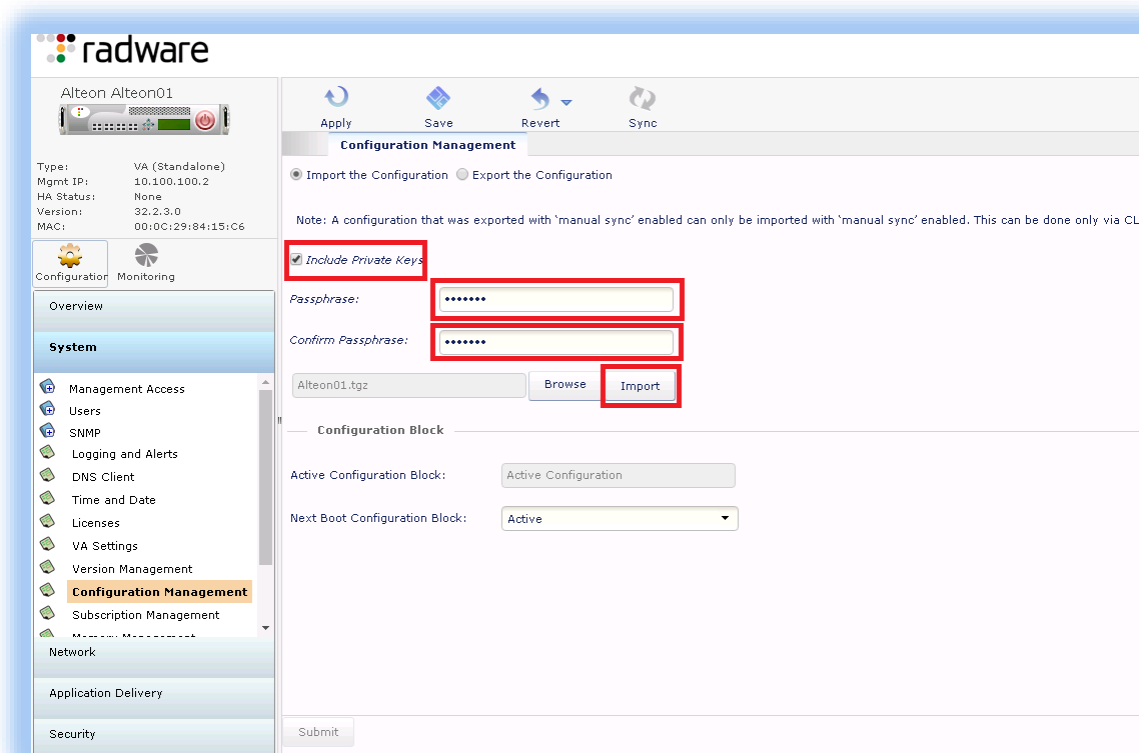 radware
Alteon Alteon01
Type: VA (Standalone)
Mgmt IP: 10.100.100.2
HA Status: None
Version: 32.2.3.0
MAC: 00:0C:29:84:15:C6
Configuration Monitoring
Overview
System
Management Access
Users
SNMP
Logging and Alerts
DNS Client
Time and Date
Licenses
VA Settings
Version Management
Configuration Management
Subscription Management
Memory Management
Network
Application Delivery
Security
Apply Save Revert Sync
Configuration Management
Import the Configuration Export the Configuration
Note: A configuration that was exported with 'manual sync' enabled can only be imported with 'manual sync' enabled. This can be done only via CL
Include Private Keys
Passphrase: •••••••
Confirm Passphrase: •••••••
Alteon01.tgz Browse Import
Configuration Block
Active Configuration Block: Active Configuration
Next Boot Configuration Block: Active
Submit